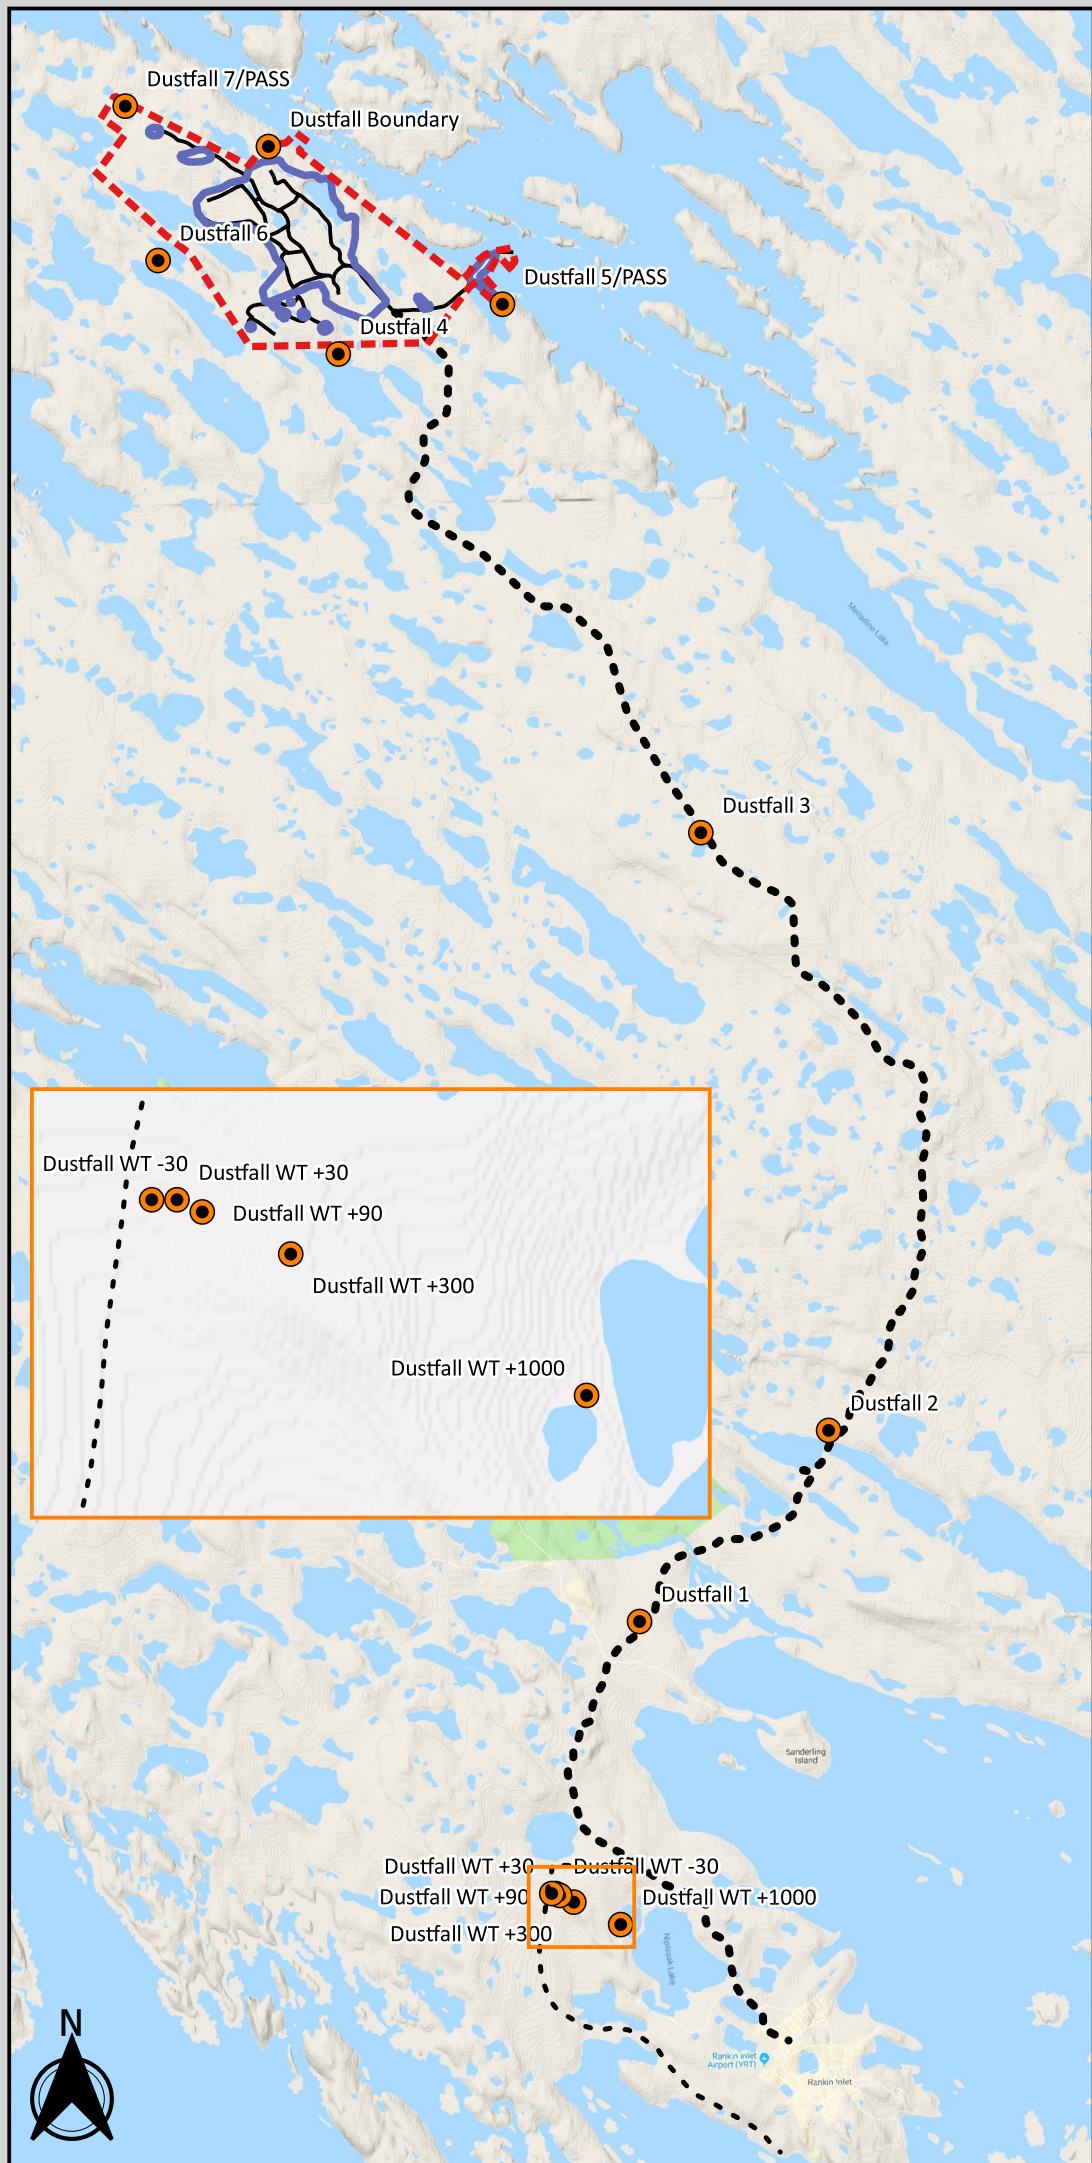 Dustfall 7/PASS
Dustfall Boundary
Dustfall 6
Dustfall 5/PASS
Dustfall 4
Meliadine Lake
Dustfall 3
Dustfall WT -30
Dustfall WT +30
Dustfall WT +90
Dustfall WT +300
Dustfall WT +1000
Dustfall 2
Dustfall 1
Sanderling
Island
Dustfall WT +30
Dustfall WT -30
Dustfall WT +90
Dustfall WT +1000
Dustfall WT +300
Nipissak Lake
N
Rankin Inlet
Airport (YRT)
Rankin Inlet